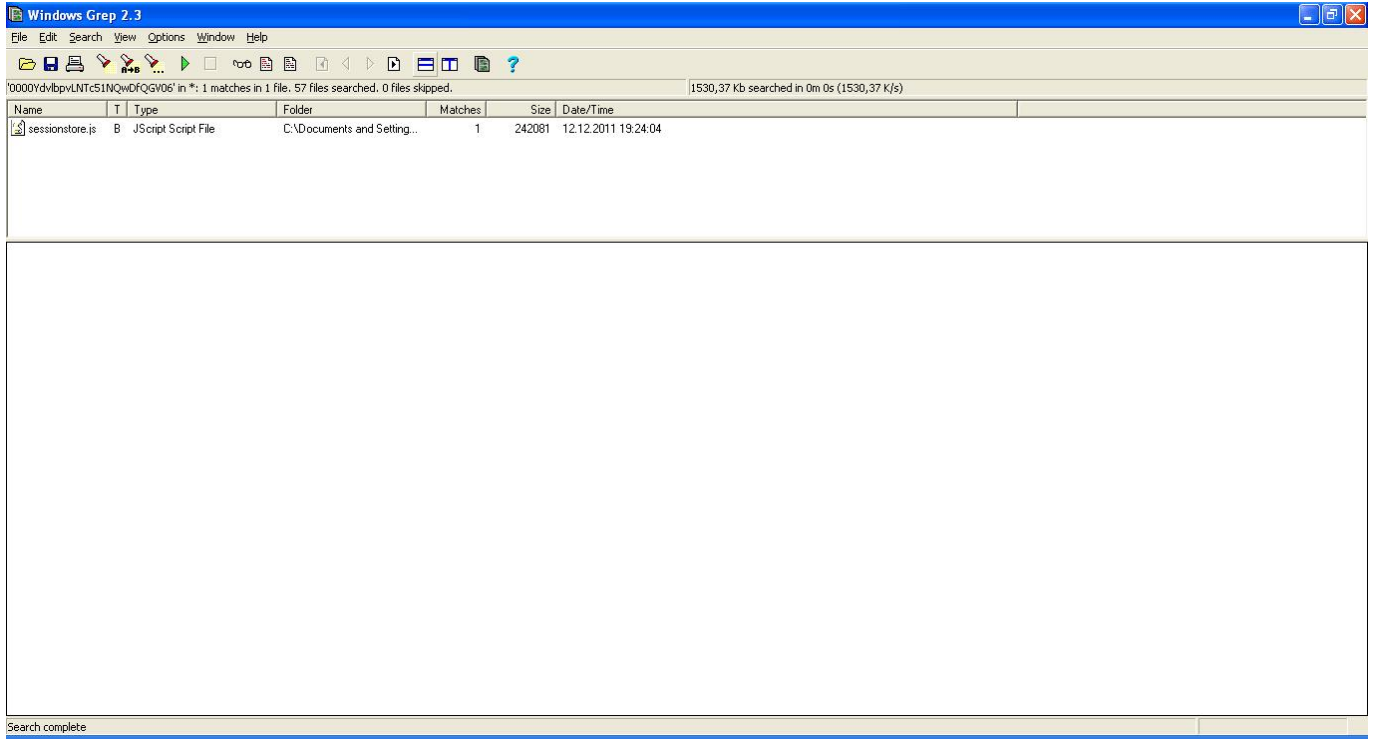 Windows Grep 2.3
File Edit Search View Options Window Help
'0000YdvlbpvLNTc51NQwDfQGV06' in *: 1 matches in 1 file. 57 files searched. 0 files skipped. 1530,37 Kb searched in 0m 0s (1530,37 K/s)
Name T Type Folder Matches Size Date/Time
sessionstore.js B JScript Script File C:\Documents and Setting... 1 242081 12.12.2011 19:24:04
Search complete